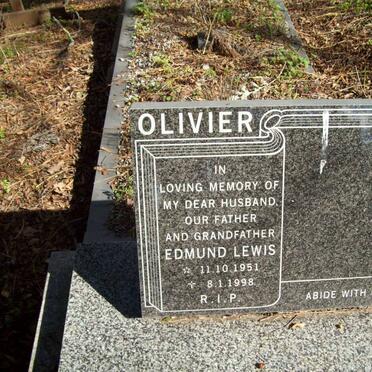 OLIVIER
IN
LOVING MEMORY OF
MY DEAR HUSBAND,
OUR FATHER
AND GRANDFATHER
EDMUND LEWIS
☆ 11.10.1951
✝ 8.1.1998
R.I.P.
ABIDE WITH